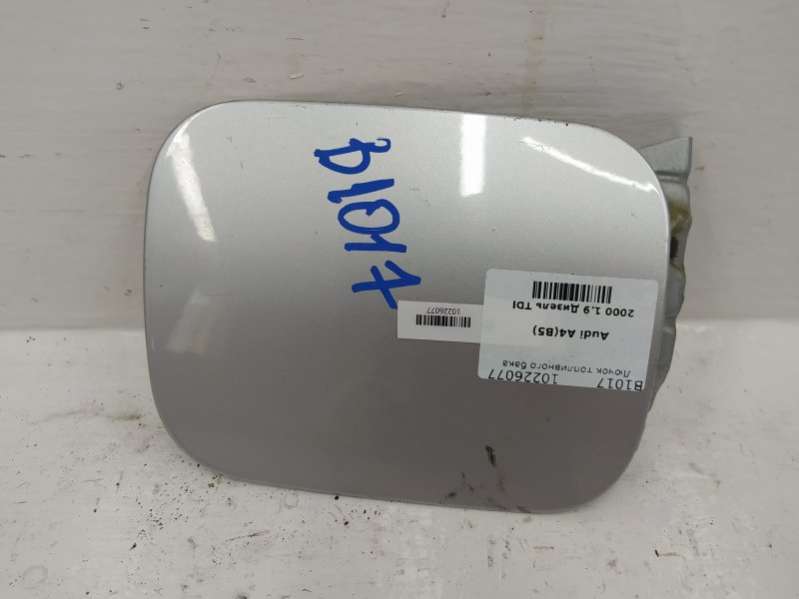 B1017
10226077
B1017 10226077
Лючок топливного бака
Audi A4(B5)
2000 1.9 Дизель TDI